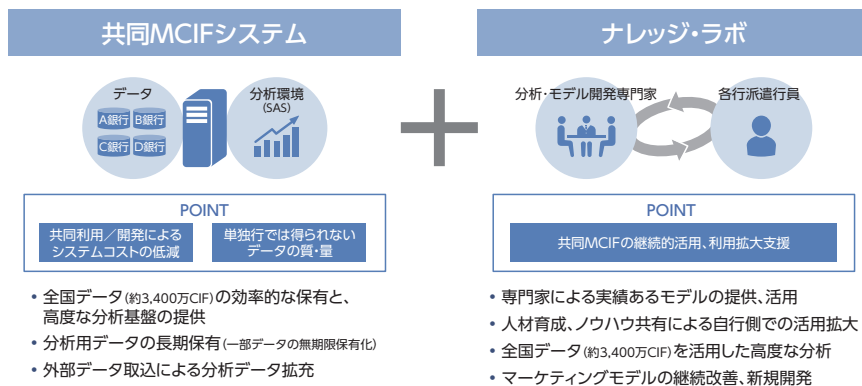 共同MCIFシステム
データ
A銀行 B銀行
C銀行 D銀行
分析環境
(SAS)
POINT
共同利用／開発による
システムコストの低減
単独行では得られない
データの質・量
• 全国データ(約3,400万CIF)の効率的な保有と、
高度な分析基盤の提供
• 分析用データの長期保有(一部データの無期限保有化)
• 外部データ取込による分析データ拡充
ナレッジ・ラボ
分析・モデル開発専門家
各行派遣行員
POINT
共同MCIFの継続的活用、利用拡大支援
• 専門家による実績あるモデルの提供、活用
• 人材育成、ノウハウ共有による自行側での活用拡大
• 全国データ(約3,400万CIF)を活用した高度な分析
• マーケティングモデルの継続改善、新規開発